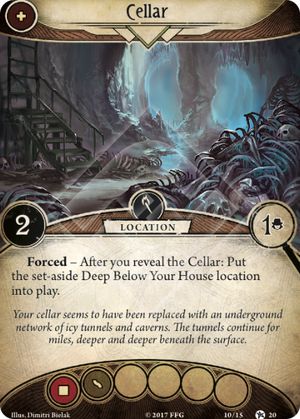 Cellar
2
1
LOCATION
Forced – After you reveal the Cellar: Put
the set-aside Deep Below Your House location
into play.
Your cellar seems to have been replaced with an underground
network of icy tunnels and caverns. The tunnels continue for
miles, deeper and deeper beneath the surface.
Illus. Dimitri Bielak
© 2017 FFG
10/15
20